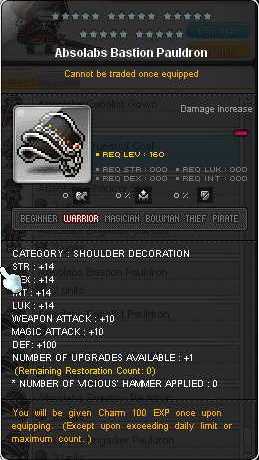 Absolabs Bastion Pauldron
Cannot be traded once equipped
Damage increase
REQ LEV : 160
REQ STR : 000 REQ LUK : 000
REQ DEX : 000 REQ INT : 000
0 % 0 % 0 %
BEGINNER WARRIOR MAGICIAN BOWMAN THIEF PIRATE
CATEGORY : SHOULDER DECORATION
STR : +14
DEX : +14
INT : +14
LUK : +14
WEAPON ATTACK : +10
MAGIC ATTACK : +10
DEF: +100
NUMBER OF UPGRADES AVAILABLE : +1
(Remaining Restoration Count: 0)
* NUMBER OF VICIOUS' HAMMER APPLIED : 0
You will be given Charm 100 EXP once upon
equipping. (Except upon exceeding daily limit or
maximum count.)